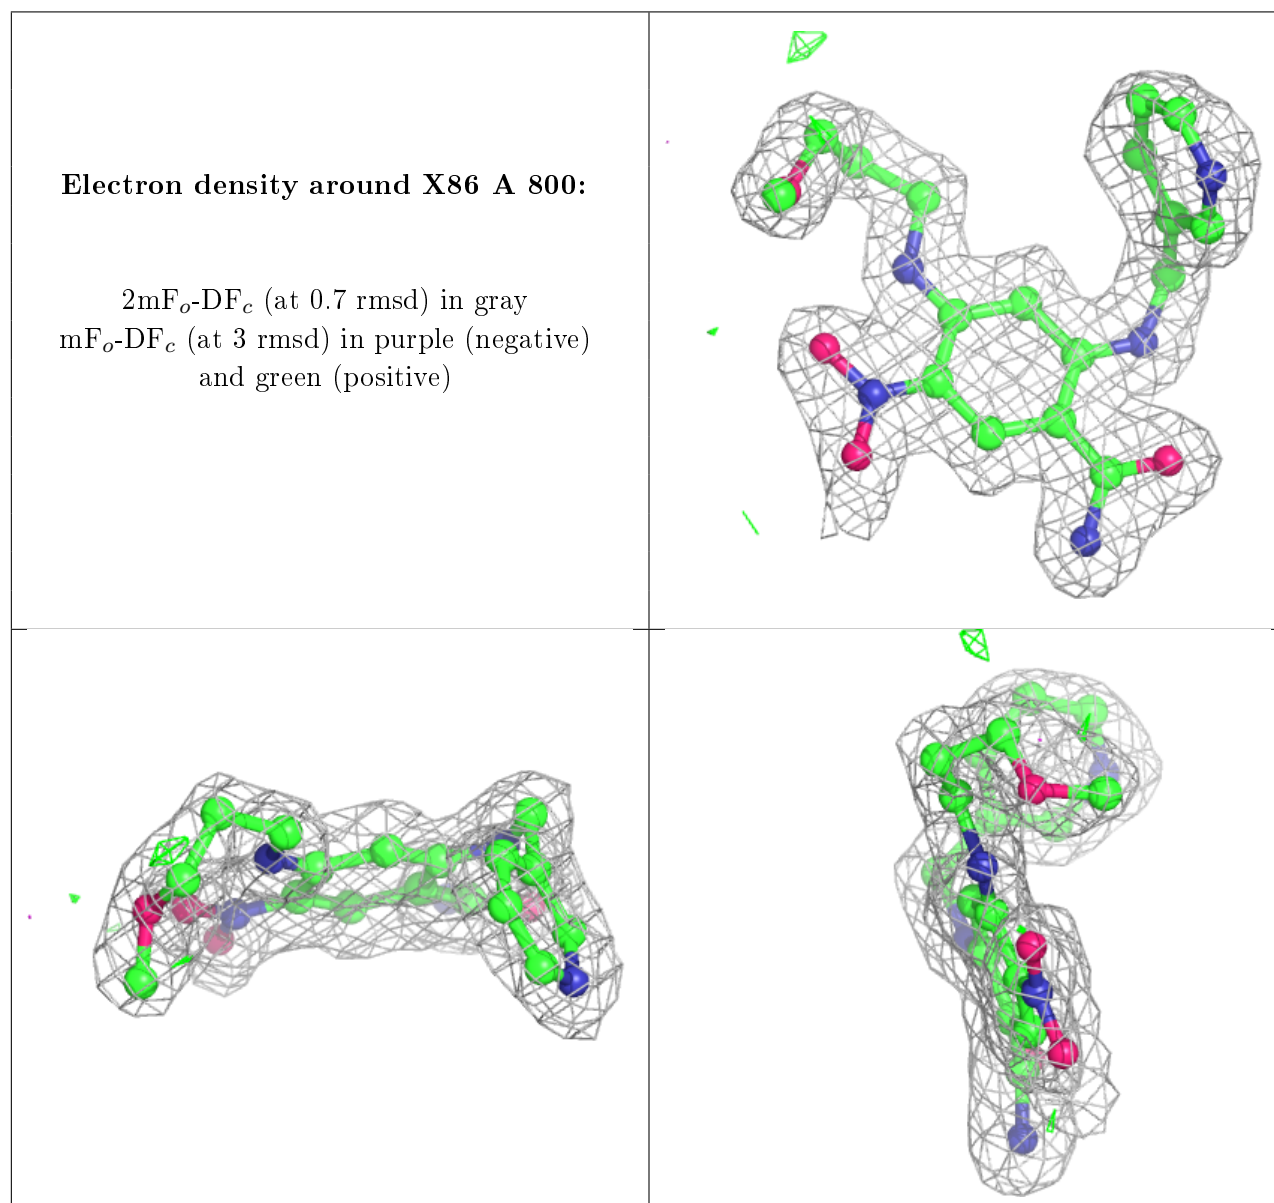 Electron density around X86 A 800:
2mFo-DFc (at 0.7 rmsd) in gray
mFo-DFc (at 3 rmsd) in purple (negative)
and green (positive)